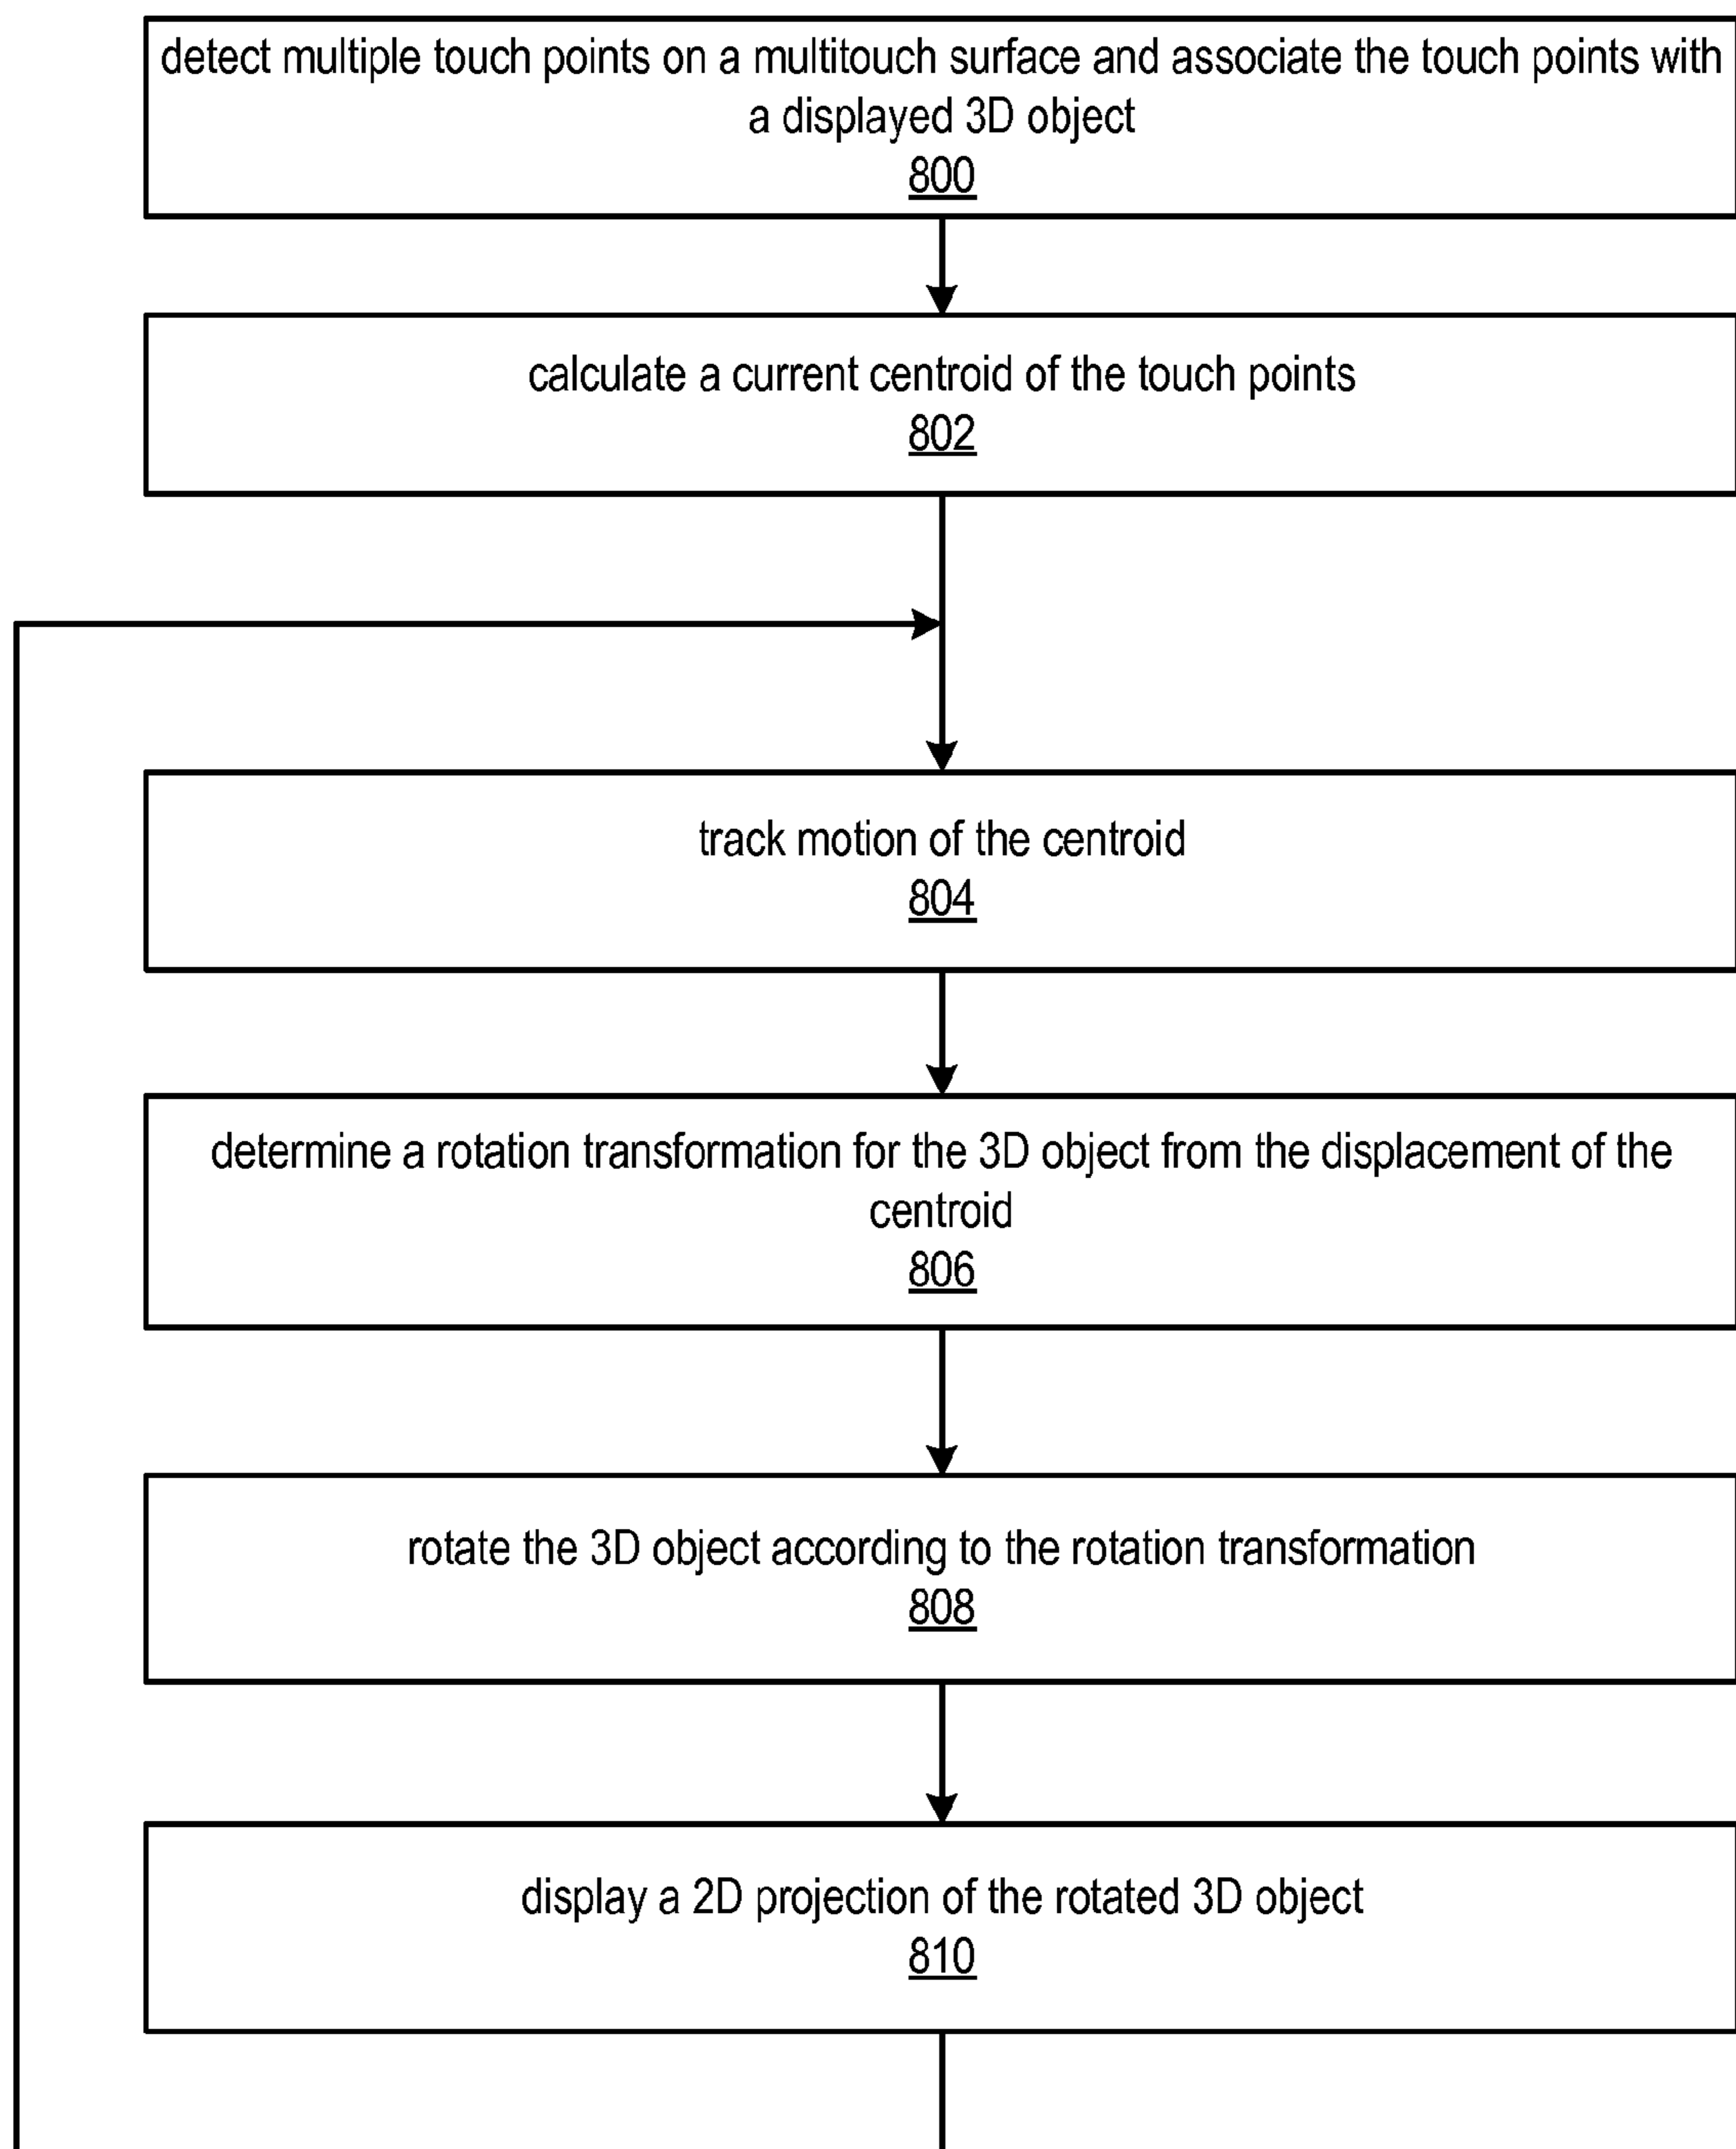 detect multiple touch points on a multitouch surface and associate the touch points with
a displayed 3D object
800
calculate a current centroid of the touch points
802
track motion of the centroid
804
determine a rotation transformation for the 3D object from the displacement of the
centroid
806
rotate the 3D object according to the rotation transformation
808
display a 2D projection of the rotated 3D object
810